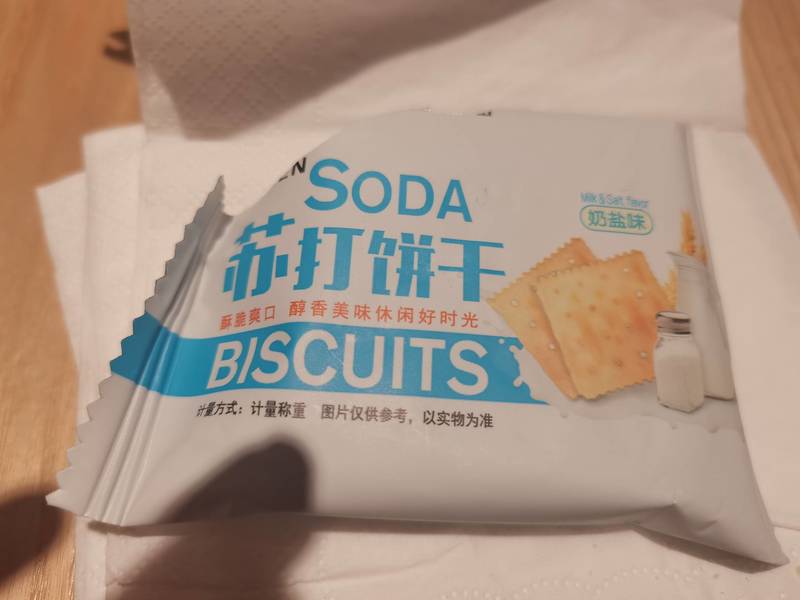 SODA
Milk & Salt flavor
奶盐味
苏打饼干
酥脆爽口 醇香美味休闲好时光
BISCUITS
计量方式：计量称重 图片仅供参考，以实物为准